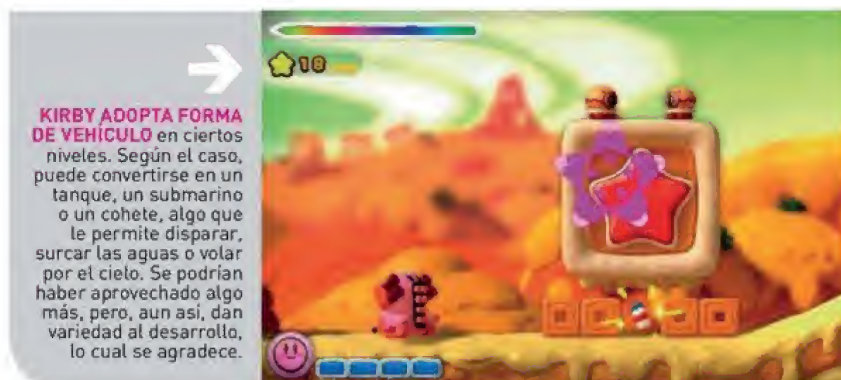 KIRBY ADOPTA FORMA
DE VEHÍCULO en ciertos
niveles. Según el caso,
puede convertirse en un
tanque, un submarino
o un cohete, algo que
le permite disparar,
surcar las aguas o volar
por el cielo. Se podrían
haber aprovechado algo
más, pero, aun así, dan
variedad al desarrollo,
lo cual se agradece.
18